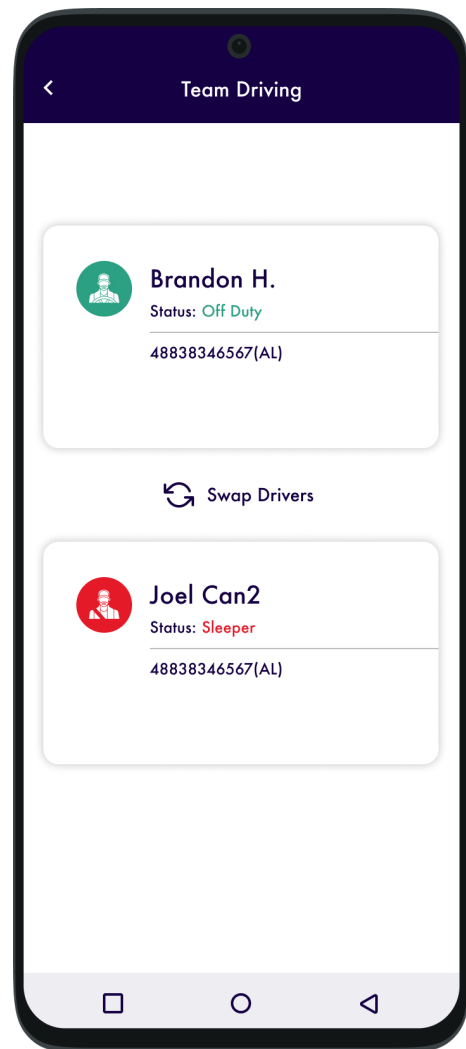 Team Driving
Brandon H.
Status: Off Duty
48838346567(AL)
Swap Drivers
Joel Can2
Status: Sleeper
48838346567(AL)